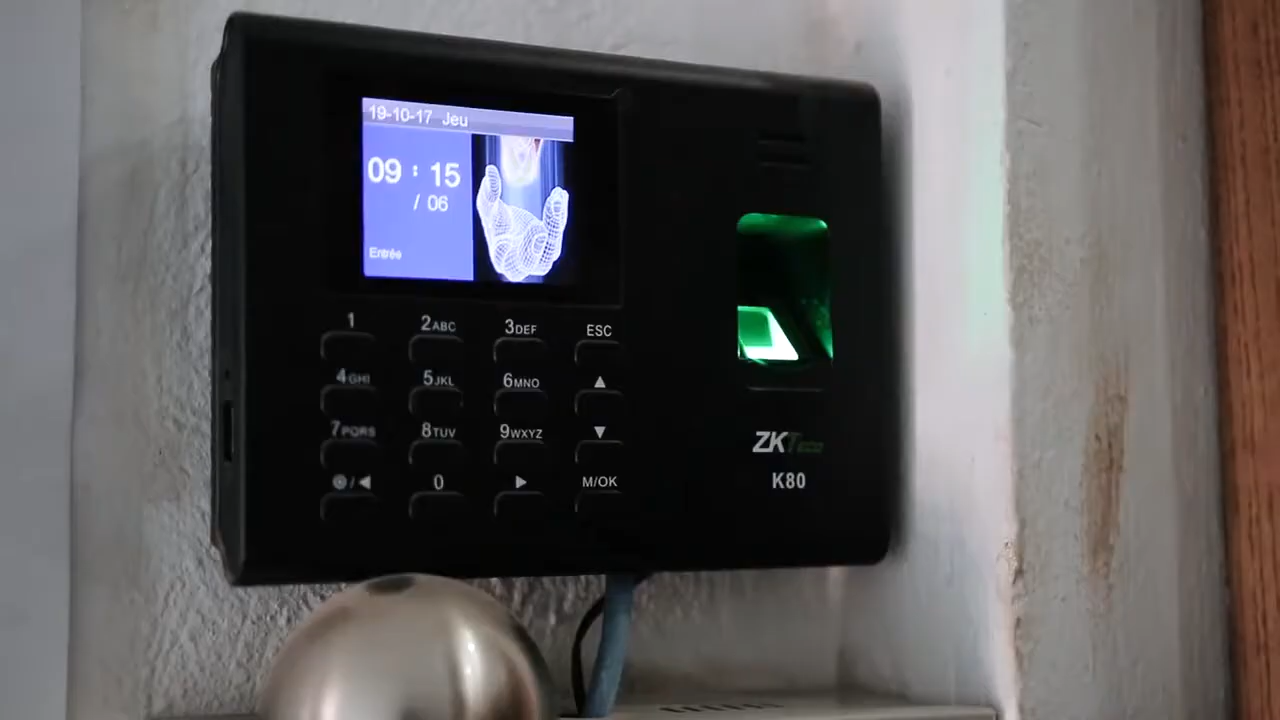 19-10-17 Jeu
09 : 15
/ 06
Entrée
1 2ABC 3DEF ESC
4GHI 5JKL 6MNO ▲
7PQRS 8TUV 9WXYZ ▼
/◀ 0 ▶ M/OK
ZKTeco
K80